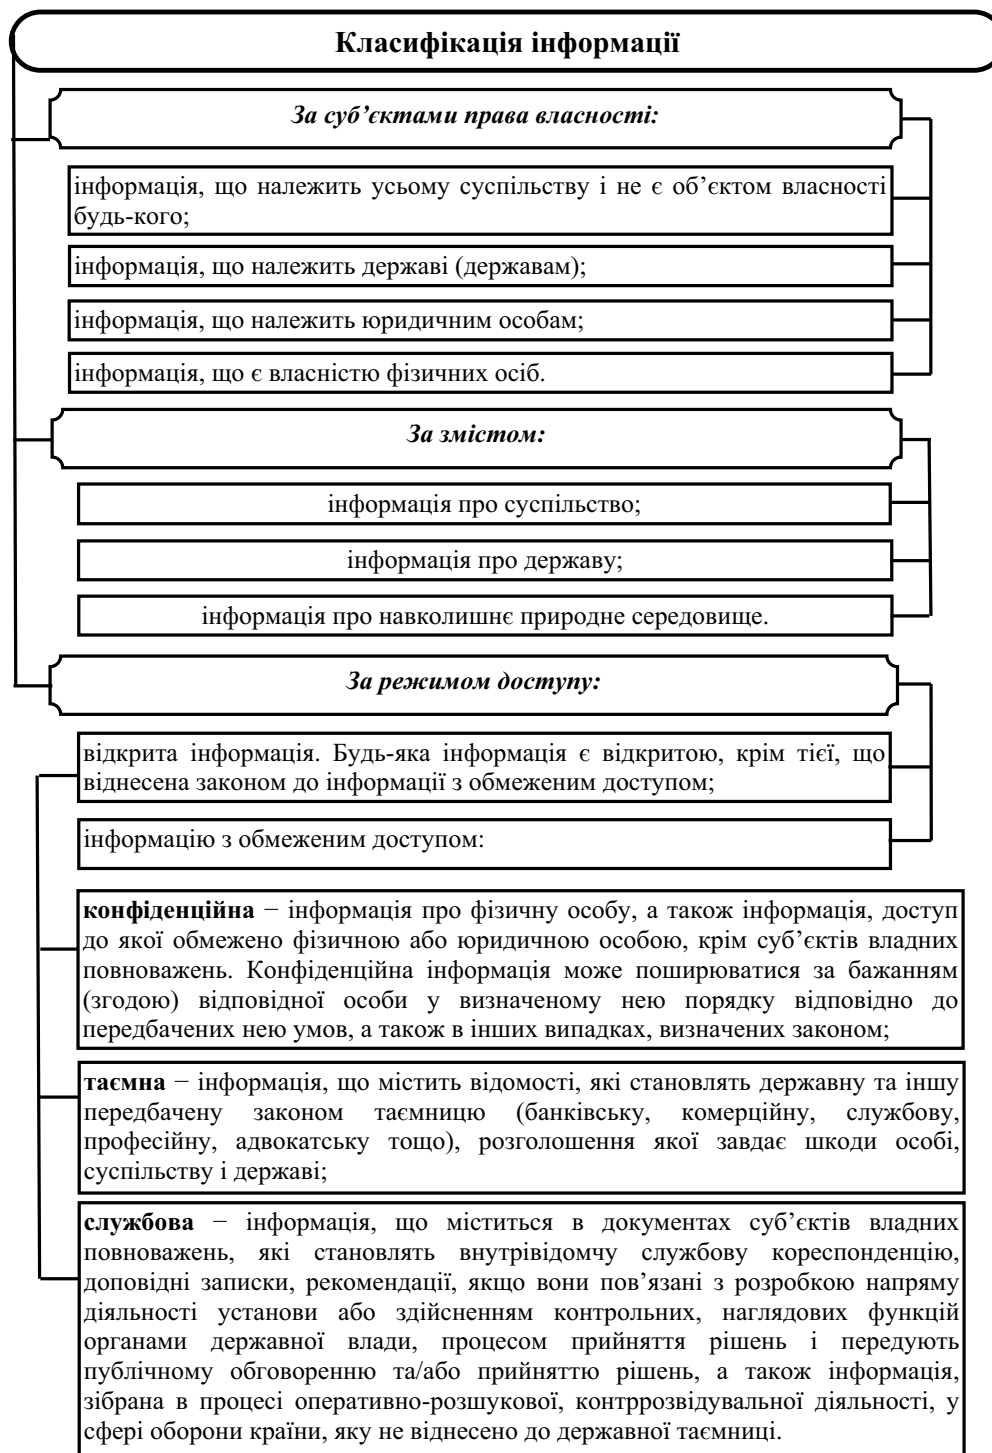 Класифікація інформації
За суб’єктами права власності:
інформація, що належить усьому суспільству і не є об’єктом власності
будь-кого;
інформація, що належить державі (державам);
інформація, що належить юридичним особам;
інформація, що є власністю фізичних осіб.
За змістом:
інформація про суспільство;
інформація про державу;
інформація про навколишнє природне середовище.
За режимом доступу:
відкрита інформація. Будь-яка інформація є відкритою, крім тієї, що
віднесена законом до інформації з обмеженим доступом;
інформацію з обмеженим доступом:
конфіденційна − інформація про фізичну особу, а також інформація, доступ
до якої обмежено фізичною або юридичною особою, крім суб’єктів владних
повноважень. Конфіденційна інформація може поширюватися за бажанням
(згодою) відповідної особи у визначеному нею порядку відповідно до
передбачених нею умов, а також в інших випадках, визначених законом;
таємна − інформація, що містить відомості, які становлять державну та іншу
передбачену законом таємницю (банківську, комерційну, службову,
професійну, адвокатську тощо), розголошення якої завдає шкоди особі,
суспільству і державі;
службова − інформація, що міститься в документах суб’єктів владних
повноважень, які становлять внутрівідомчу службову кореспонденцію,
доповідні записки, рекомендації, якщо вони пов’язані з розробкою напряму
діяльності установи або здійсненням контрольних, наглядових функцій
органами державної влади, процесом прийняття рішень і передують
публічному обговоренню та/або прийняттю рішень, а також інформація,
зібрана в процесі оперативно-розшукової, контррозвідувальної діяльності, у
сфері оборони країни, яку не віднесено до державної таємниці.